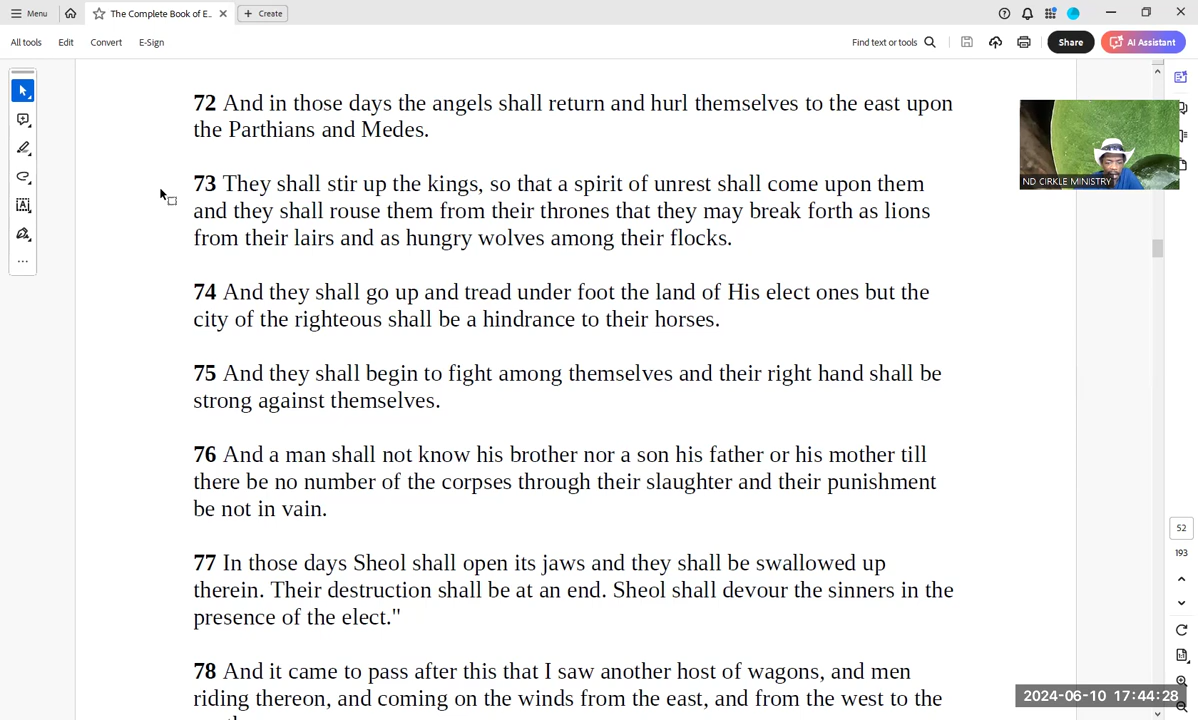 Menu
The Complete Book of E...
Create
All tools
Edit
Convert
E-Sign
Find text or tools
Share
AI Assistant
72 And in those days the angels shall return and hurl themselves to the east upon
the Parthians and Medes.
73 They shall stir up the kings, so that a spirit of unrest shall come upon them
and they shall rouse them from their thrones that they may break forth as lions
from their lairs and as hungry wolves among their flocks.
74 And they shall go up and tread under foot the land of His elect ones but the
city of the righteous shall be a hindrance to their horses.
75 And they shall begin to fight among themselves and their right hand shall be
strong against themselves.
76 And a man shall not know his brother nor a son his father or his mother till
there be no number of the corpses through their slaughter and their punishment
be not in vain.
77 In those days Sheol shall open its jaws and they shall be swallowed up
therein. Their destruction shall be at an end. Sheol shall devour the sinners in the
presence of the elect."
78 And it came to pass after this that I saw another host of wagons, and men
riding thereon, and coming on the winds from the east, and from the west to the
ND CIRKLE MINISTRY
52
193
2024-06-10 17:44:28